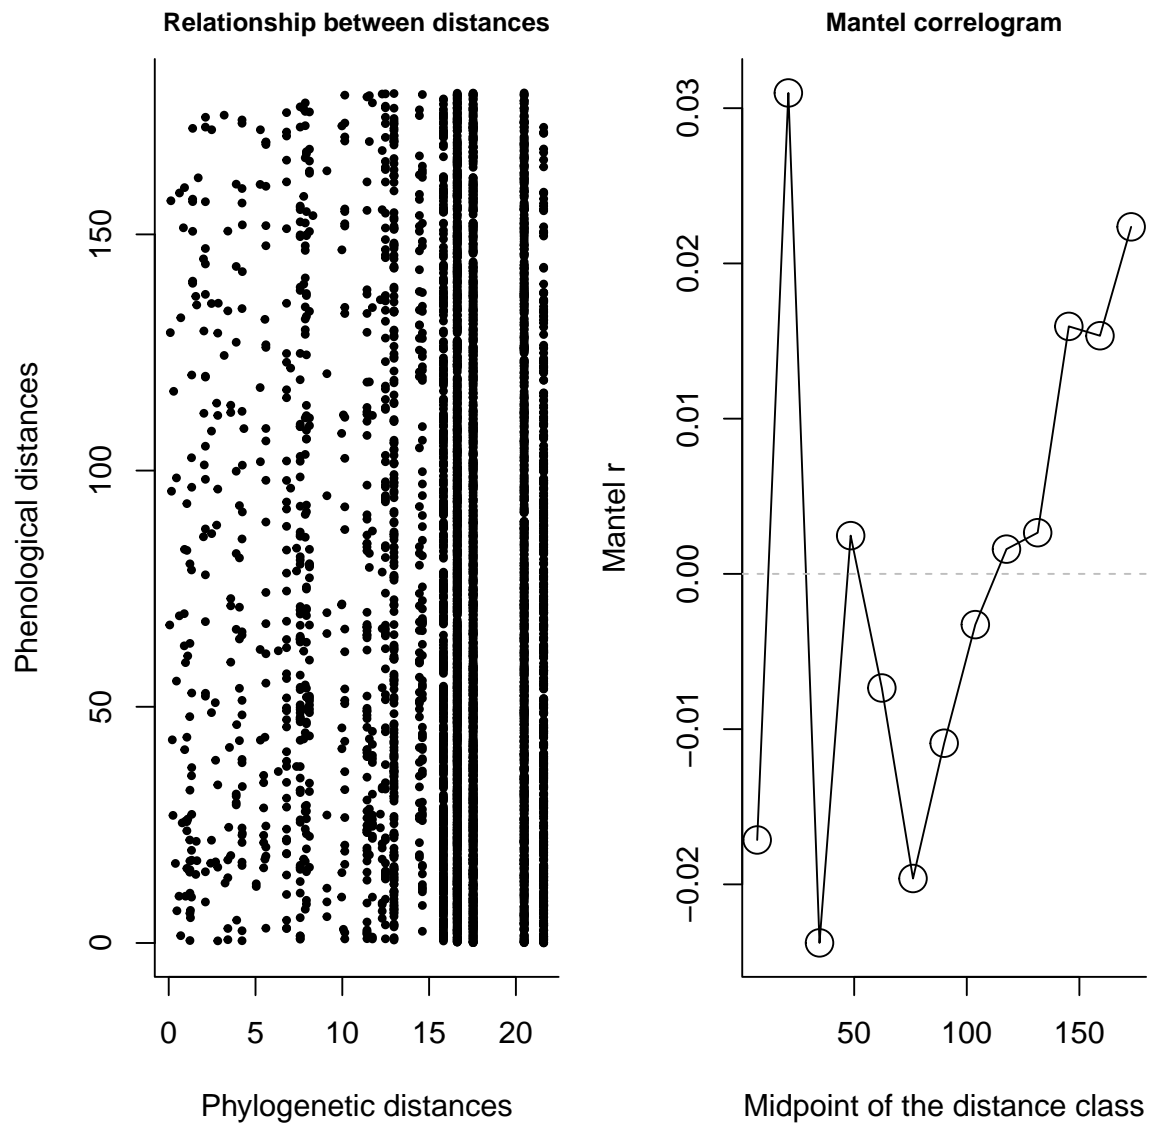 Relationship between distances
Phenological distances
150
100
50
0
0 5 10 15 20
Phylogenetic distances
Mantel correlogram
Mantel r
0.03
0.02
0.01
0.00
−0.01
−0.02
50 100 150
Midpoint of the distance class